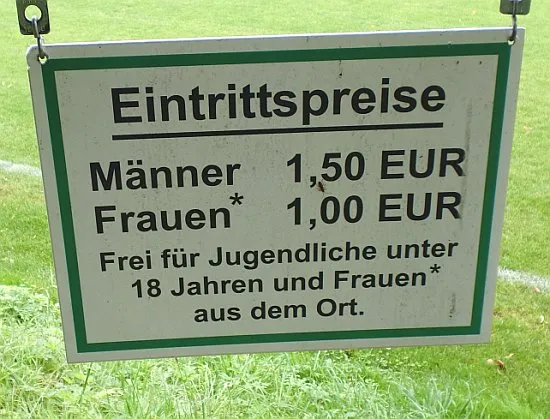 Eintrittspreise
Männer 1,50 EUR
Frauen* 1,00 EUR
Frei für Jugendliche unter
18 Jahren und Frauen*
aus dem Ort.